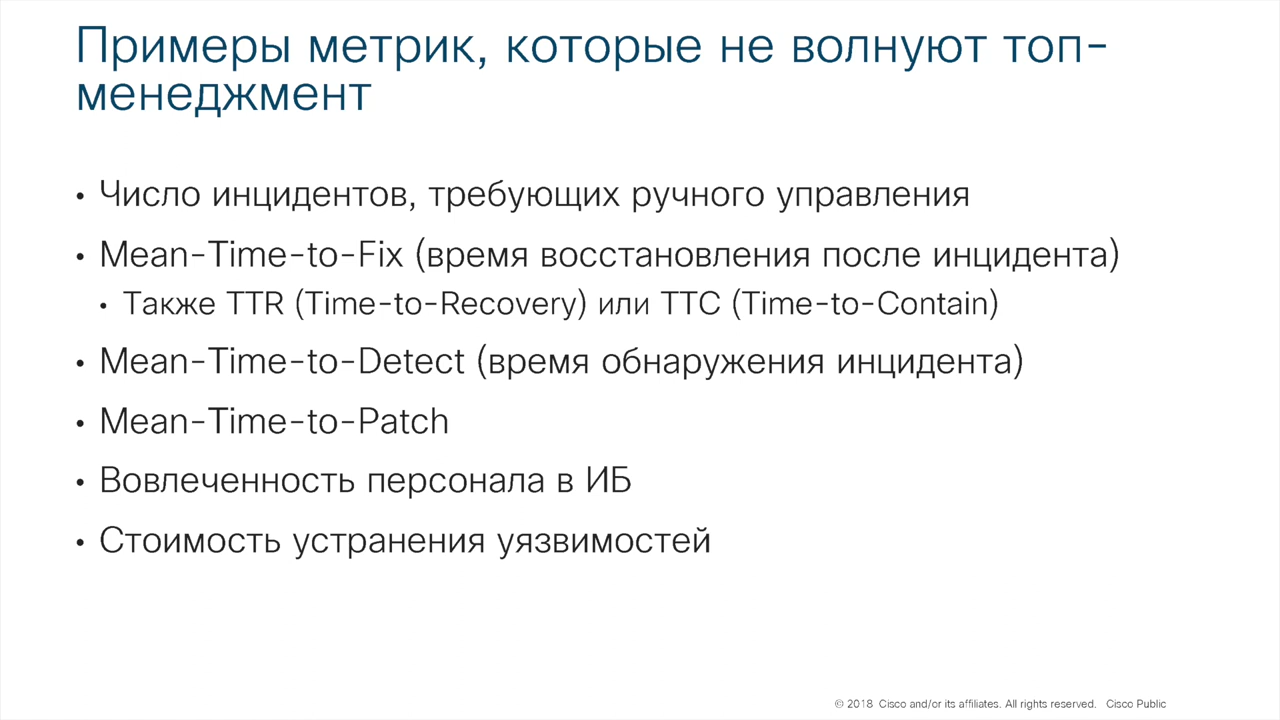 Примеры метрик, которые не волнуют топ-
менеджмент
• Число инцидентов, требующих ручного управления
• Mean-Time-to-Fix (время восстановления после инцидента)
• Также TTR (Time-to-Recovery) или TTC (Time-to-Contain)
• Mean-Time-to-Detect (время обнаружения инцидента)
• Mean-Time-to-Patch
• Вовлеченность персонала в ИБ
• Стоимость устранения уязвимостей
© 2018 Cisco and/or its affiliates. All rights reserved. Cisco Public